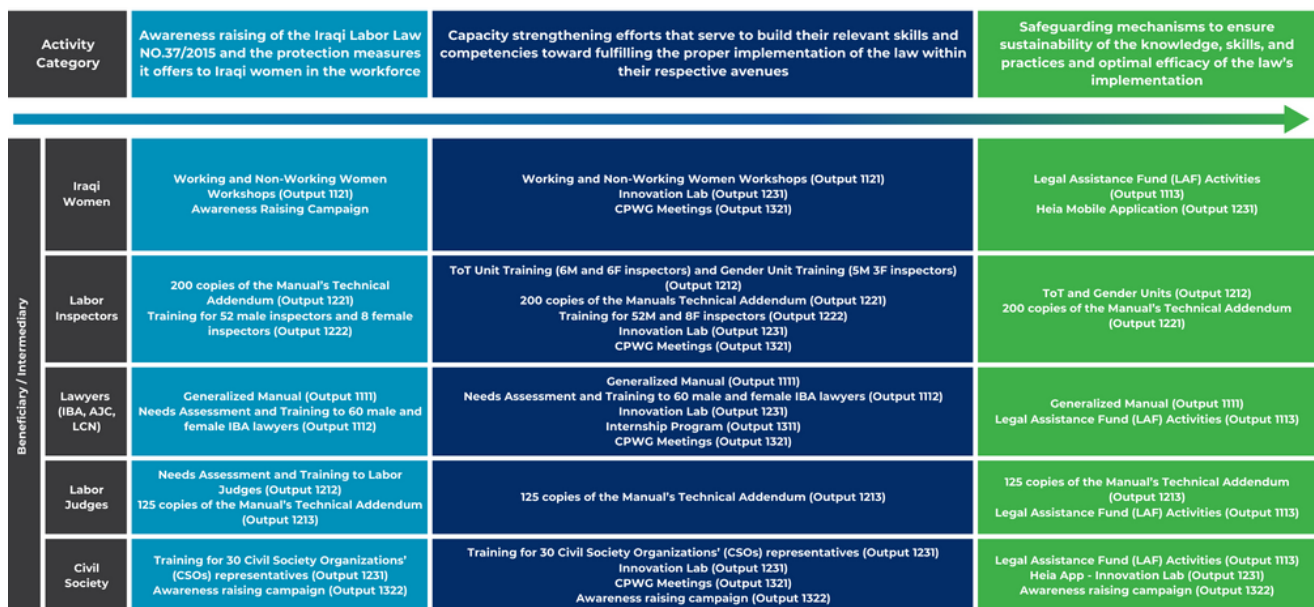 Activity
Category
Awareness raising of the Iraqi Labor Law
NO.37/2015 and the protection measures
it offers to Iraqi women in the workforce
Capacity strengthening efforts that serve to build their relevant skills and
competencies toward fulfilling the proper implementation of the law within
their respective avenues
Safeguarding mechanisms to ensure
sustainability of the knowledge, skills, and
practices and optimal efficacy of the law's
implementation
Beneficiary / Intermediary
Iraqi
Women
Working and Non-Working Women
Workshops (Output 1121)
Awareness Raising Campaign
Working and Non-Working Women Workshops (Output 1121)
Innovation Lab (Output 1231)
CPWG Meetings (Output 1321)
Legal Assistance Fund (LAF) Activities
(Output 1113)
Heia Mobile Application (Output 1231)
Labor
Inspectors
200 copies of the Manual's Technical
Addendum (Output 1221)
Training for 52 male inspectors and 8 female
inspectors (Output 1222)
ToT Unit Training (6M and 6F inspectors) and Gender Unit Training (5M 3F inspectors)
(Output 1212)
200 copies of the Manuals Technical Addendum (Output 1221)
Training for 52M and 8F inspectors (Output 1222)
Innovation Lab (Output 1231)
CPWG Meetings (Output 1321)
ToT and Gender Units (Output 1212)
200 copies of the Manual's Technical Addendum
(Output 1221)
Lawyers
(IBA, AJC,
LCN)
Generalized Manual (Output 1111)
Needs Assessment and Training to 60 male and
female IBA lawyers (Output 1112)
Generalized Manual (Output 1111)
Needs Assessment and Training to 60 male and female IBA lawyers (Output 1112)
Innovation Lab (Output 1231)
Internship Program (Output 1311)
CPWG Meetings (Output 1321)
Generalized Manual (Output 1111)
Legal Assistance Fund (LAF) Activities (Output 1113)
Labor
Judges
Needs Assessment and Training to Labor
Judges (Output 1212)
125 copies of the Manual's Technical Addendum
(Output 1213)
125 copies of the Manual's Technical Addendum (Output 1213)
125 copies of the Manual's Technical Addendum
(Output 1213)
Legal Assistance Fund (LAF) Activities (Output 1113)
Civil
Society
Training for 30 Civil Society Organizations'
(CSOs) representatives (Output 1231)
Awareness raising campaign (Output 1322)
Training for 30 Civil Society Organizations' (CSOs) representatives (Output 1231)
Innovation Lab (Output 1231)
CPWG Meetings (Output 1321)
Awareness raising campaign (Output 1322)
Legal Assistance Fund (LAF) Activities (Output 1113)
Heia App - Innovation Lab (Output 1231)
Awareness raising campaign (Output 1322)